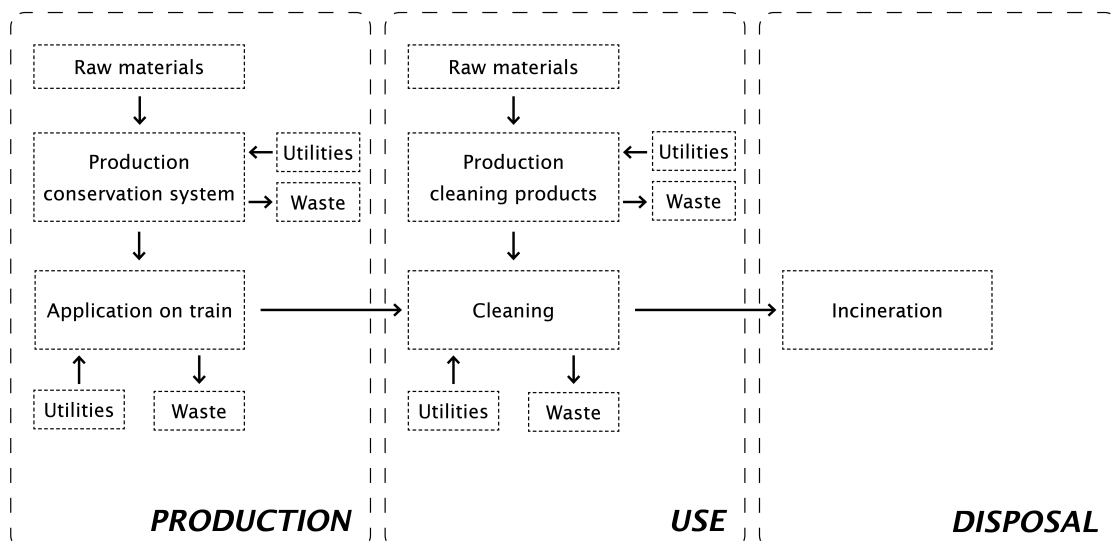 Raw materials
Production
conservation system
Utilities
Waste
Application on train
Utilities
Waste
PRODUCTION
Raw materials
Production
cleaning products
Utilities
Waste
Cleaning
Utilities
Waste
USE
Incineration
DISPOSAL